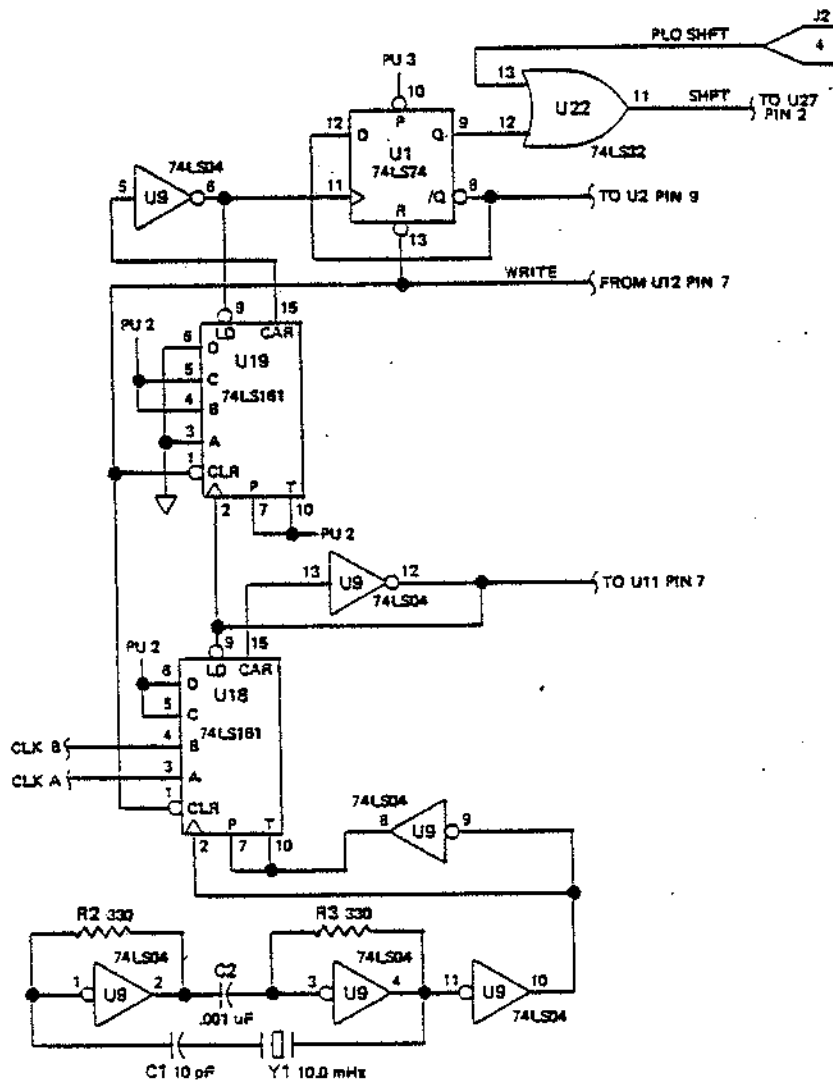 J2
PLO SHFT
4
PU 3
13
10
12
D
P
Q
9
12
U22
11
SHFT
TO U27
PIN 2
U1
74LS74
74LS32
74LS04
5
U9
6
11
/Q
8
TO U2 PIN 9
R
13
WRITE
FROM U12 PIN 7
9
15
PU 2
LD
CAR
6
D
U19
5
C
74LS161
4
B
3
A
1
CLR
P
T
2
7
10
PU 2
13
U9
12
74LS04
TO U11 PIN 7
9
15
PU 2
LD
CAR
6
D
U18
5
C
74LS161
CLK B
4
B
CLK A
3
A
1
CLR
74LS04
P
T
8
U9
9
2
7
10
R2 330
R3 330
74LS04
C2
74LS04
1
U9
2
3
U9
4
11
U9
10
.001 uF
74LS04
C1 10 pF
Y1 10.0 mHz